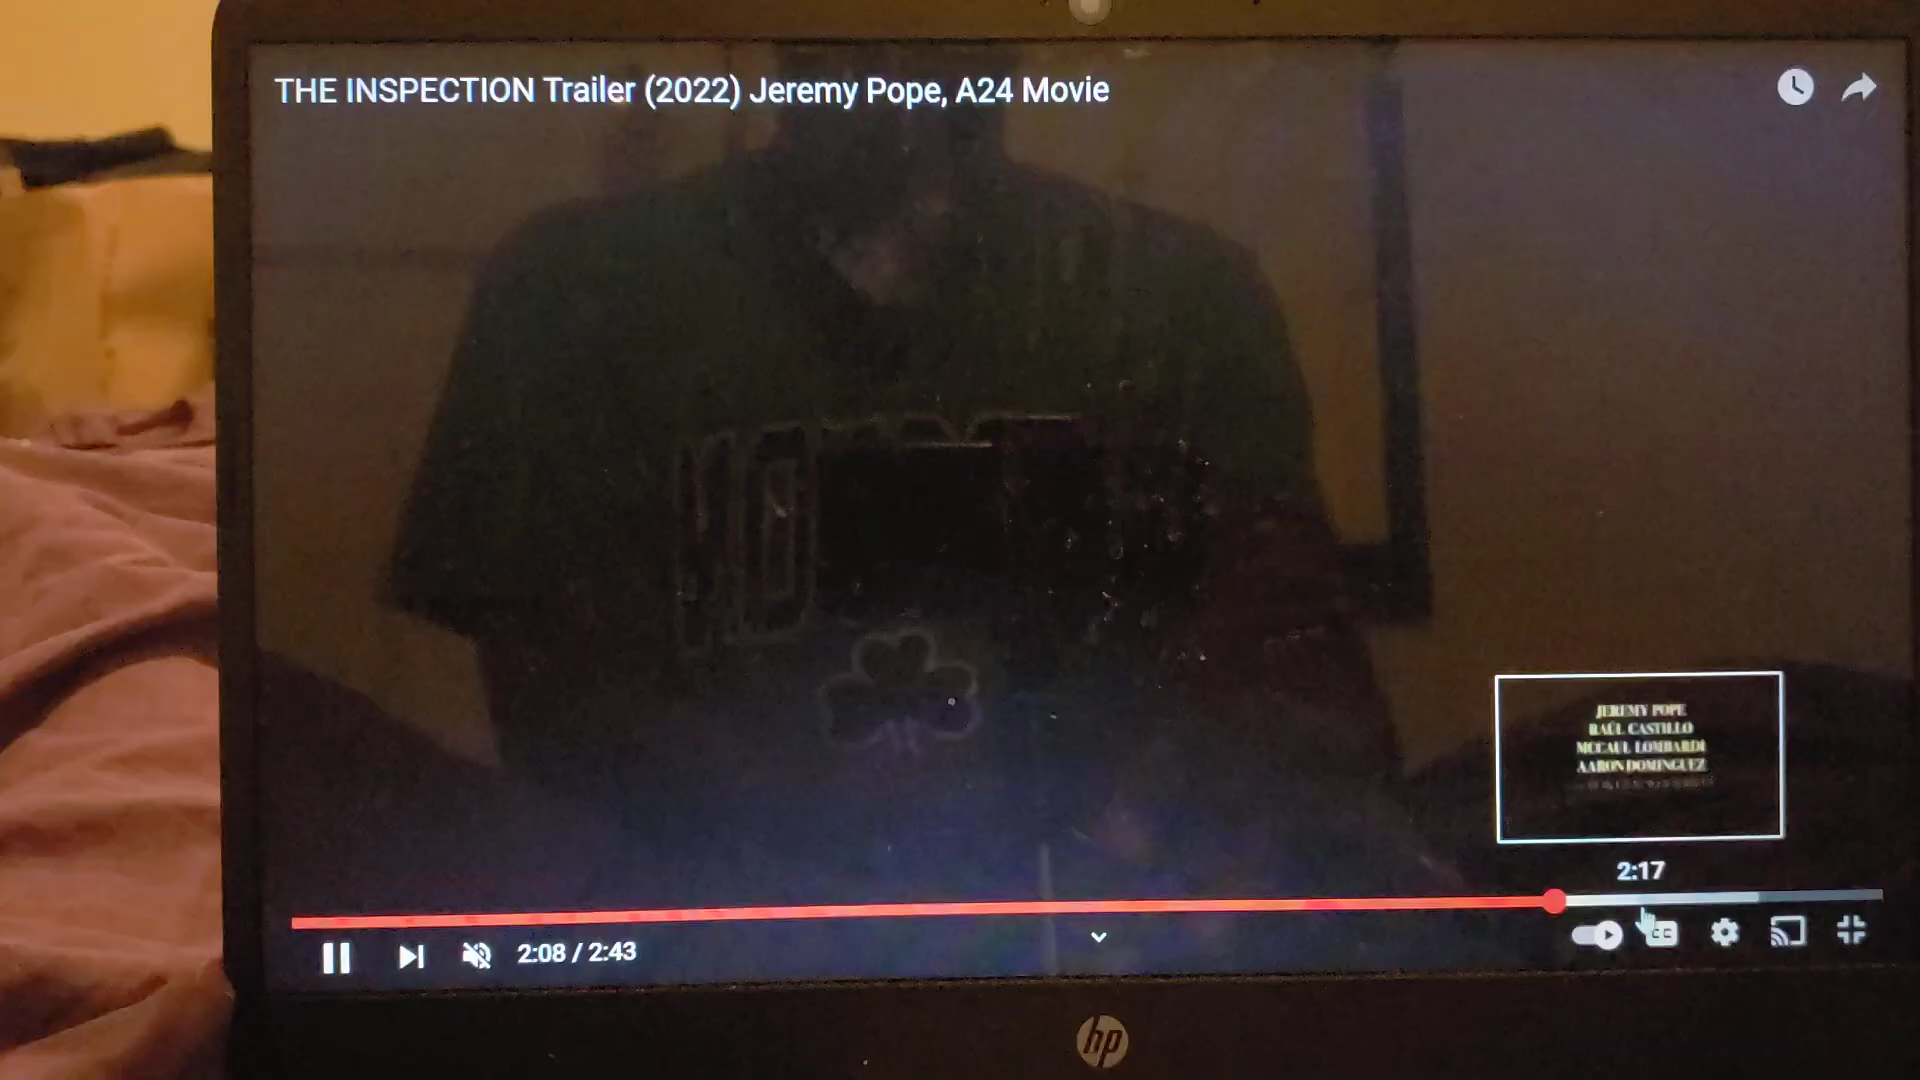 THE INSPECTION Trailer (2022) Jeremy Pope, A24 Movie
JEREMY POPE
RAÚL CASTILLO
MCCAUL LOMBARDI
AARON DOMINGUEZ
2:17
2:08 / 2:43
CC
hp